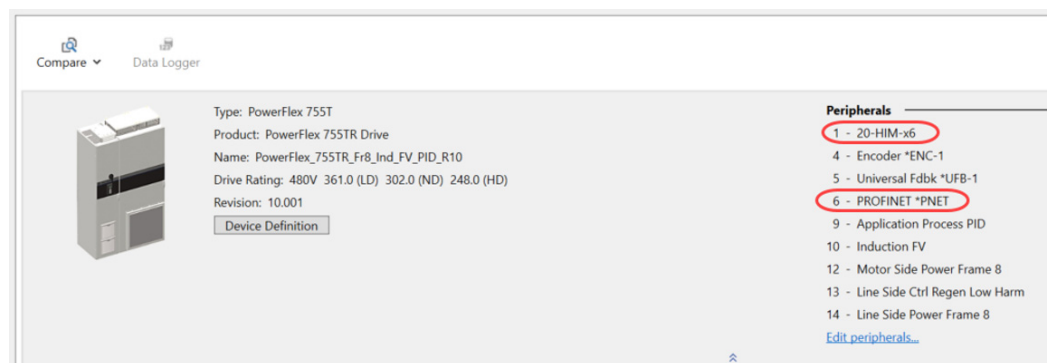 Compare
Data Logger
Type: PowerFlex 755T
Product: PowerFlex 755TR Drive
Name: PowerFlex_755TR_Fr8_Ind_FV_PID_R10
Drive Rating: 480V 361.0 (LD) 302.0 (ND) 248.0 (HD)
Revision: 10.001
Device Definition
Peripherals
1 - 20-HIM-x6
4 - Encoder *ENC-1
5 - Universal Fdbk *UFB-1
6 - PROFINET *PNET
9 - Application Process PID
10 - Induction FV
12 - Motor Side Power Frame 8
13 - Line Side Ctrl Regen Low Harm
14 - Line Side Power Frame 8
Edit peripherals...